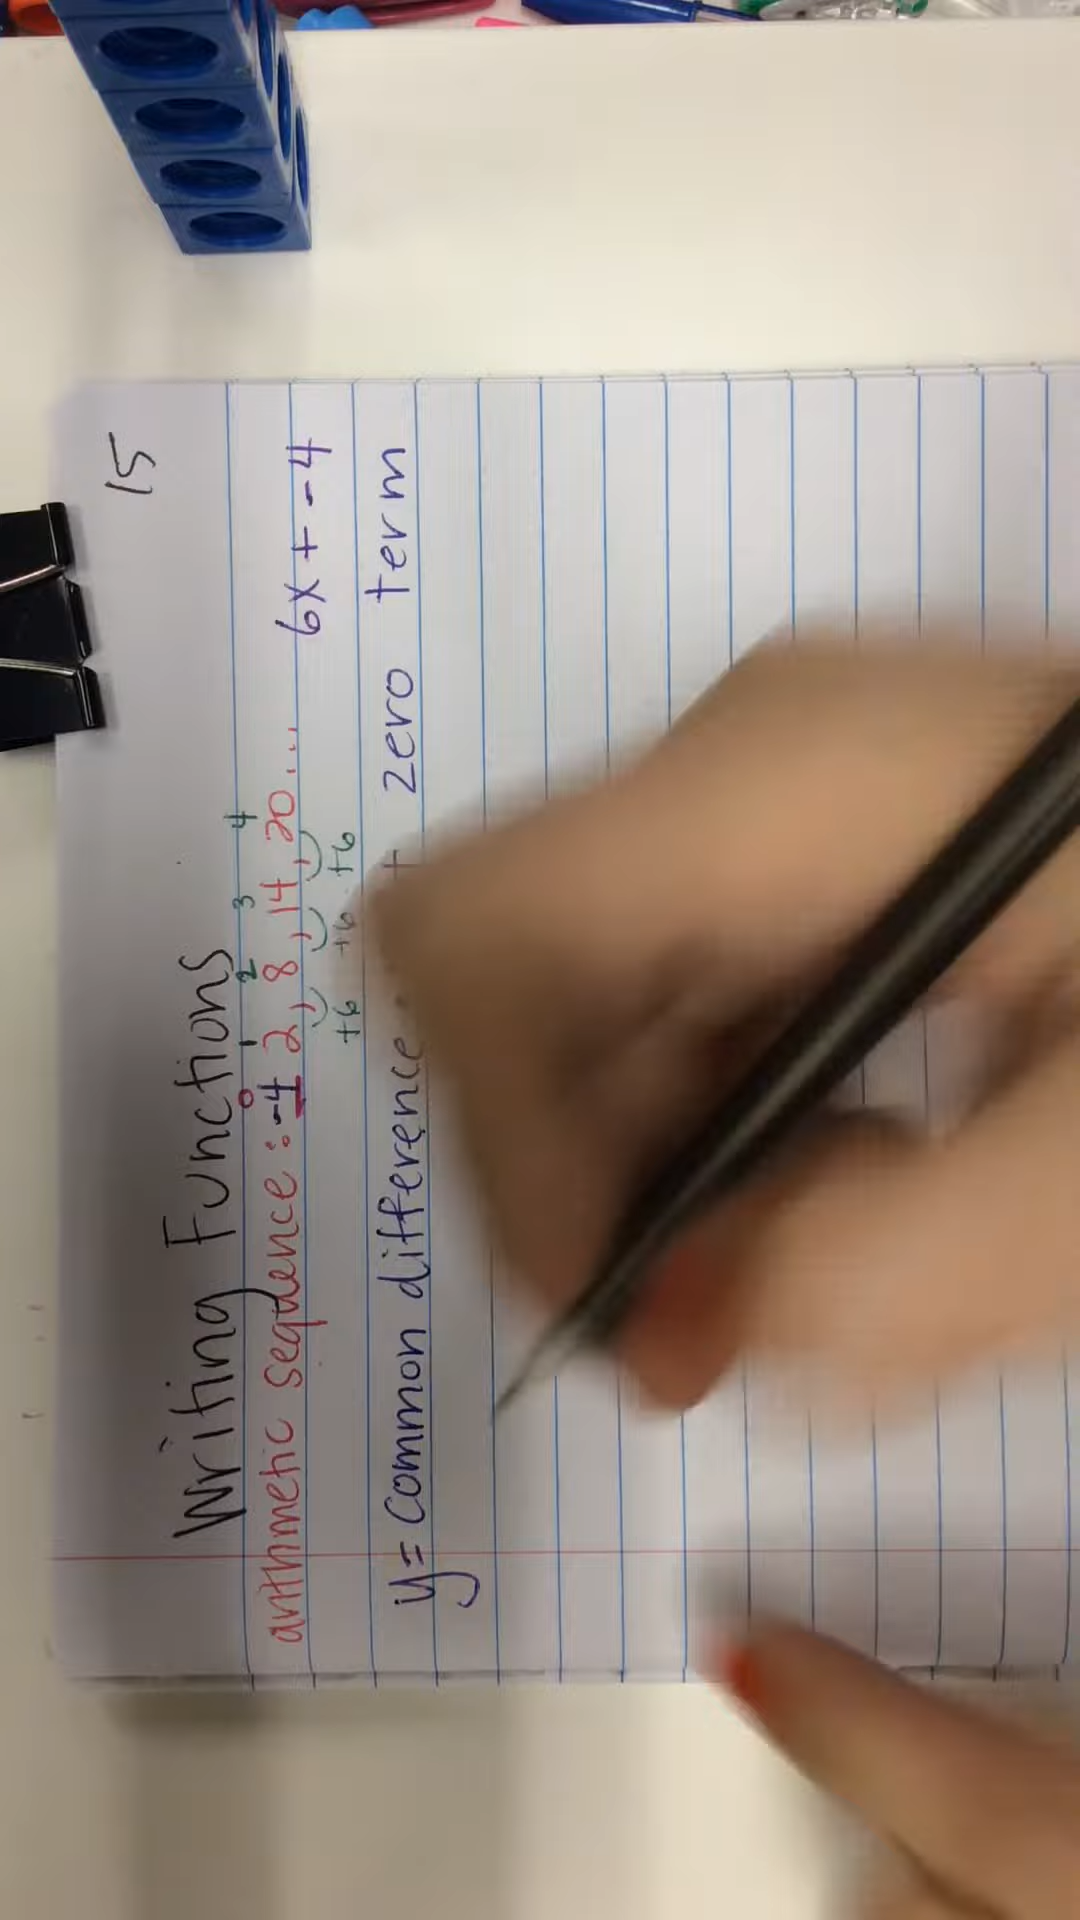 15
Writing Functions
0 1 2 3 4
arithmetic sequence: -4 2, 8, 14, 20... 6x + -4
+6 +6 +6
y = common difference + zero term